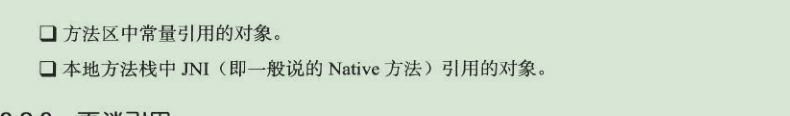 ❑ 方法区中常量引用的对象。
❑ 本地方法栈中 JNI（即一般说的 Native 方法）引用的对象。